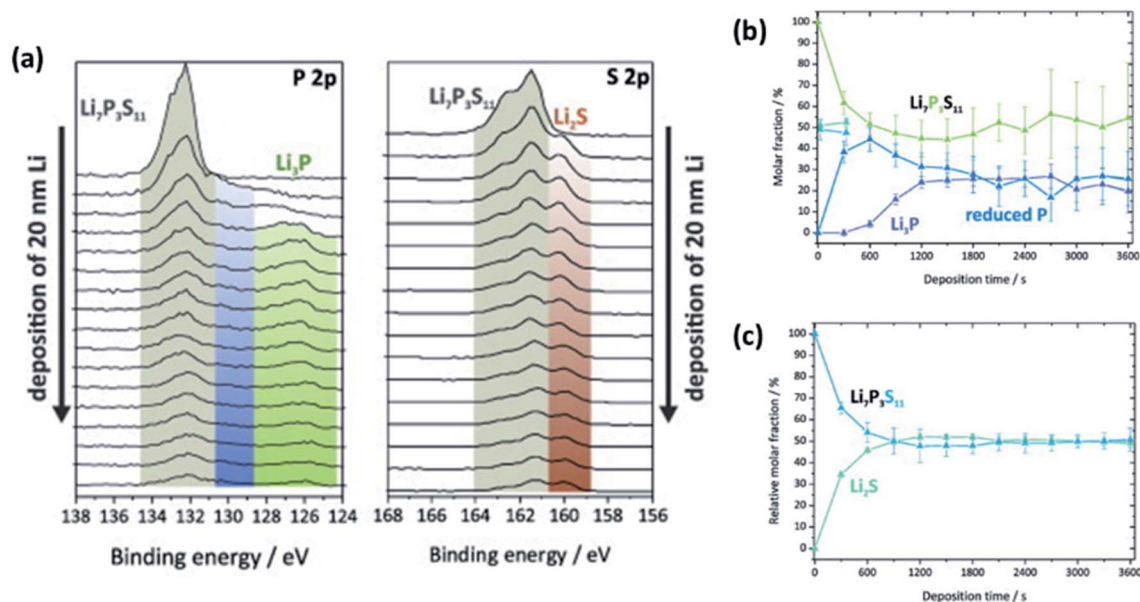 (a)
P 2p
Li₇P₃S₁₁
Li₃P
deposition of 20 nm Li
138 136 134 132 130 128 126 124
Binding energy / eV
S 2p
Li₇P₃S₁₁
Li₂S
deposition of 20 nm Li
168 166 164 162 160 158 156
Binding energy / eV
(b)
Molar fraction / %
100
90
80
70
60
50
40
30
20
10
0
Li₇P₃S₁₁
reduced P
Li₃P
0 600 1200 1800 2400 3000 3600
Deposition time / s
(c)
Relative molar fraction / %
100
90
80
70
60
50
40
30
20
10
0
Li₇P₃S₁₁
Li₂S
0 600 1200 1800 2400 3000 3600
Deposition time / s